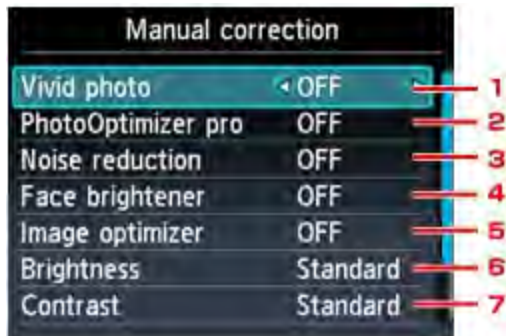 Manual correction
Vivid photo OFF 1
PhotoOptimizer pro OFF 2
Noise reduction OFF 3
Face brightener OFF 4
Image optimizer OFF 5
Brightness Standard 6
Contrast Standard 7